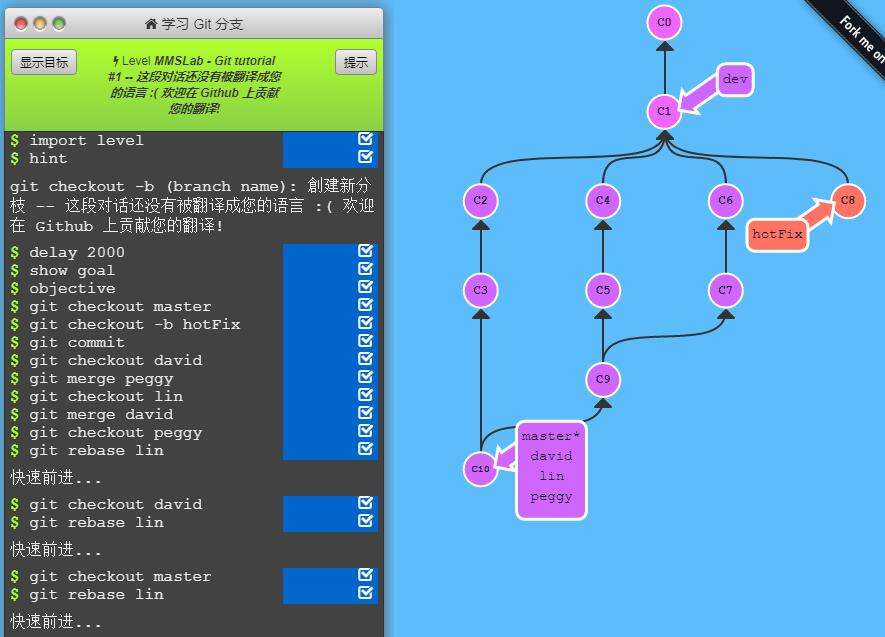 学习 Git 分支
显示目标
Level MMSLab - Git tutorial
#1 -- 这段对话还没有被翻译成您
的语言 :( 欢迎在 Github 上贡献
您的翻译!
提示
$ import level
$ hint
git checkout -b (branch name): 創建新分
枝 -- 这段对话还没有被翻译成您的语言 :( 欢迎
在 Github 上贡献您的翻译!
$ delay 2000
$ show goal
$ objective
$ git checkout master
$ git checkout -b hotFix
$ git commit
$ git checkout david
$ git merge peggy
$ git checkout lin
$ git merge david
$ git checkout peggy
$ git rebase lin
快速前进...
$ git checkout david
$ git rebase lin
快速前进...
$ git checkout master
$ git rebase lin
快速前进...
C0
Fork me on
dev
C1
C2
C4
C6
C8
hotFix
C3
C5
C7
C9
C10
master*
david
lin
peggy